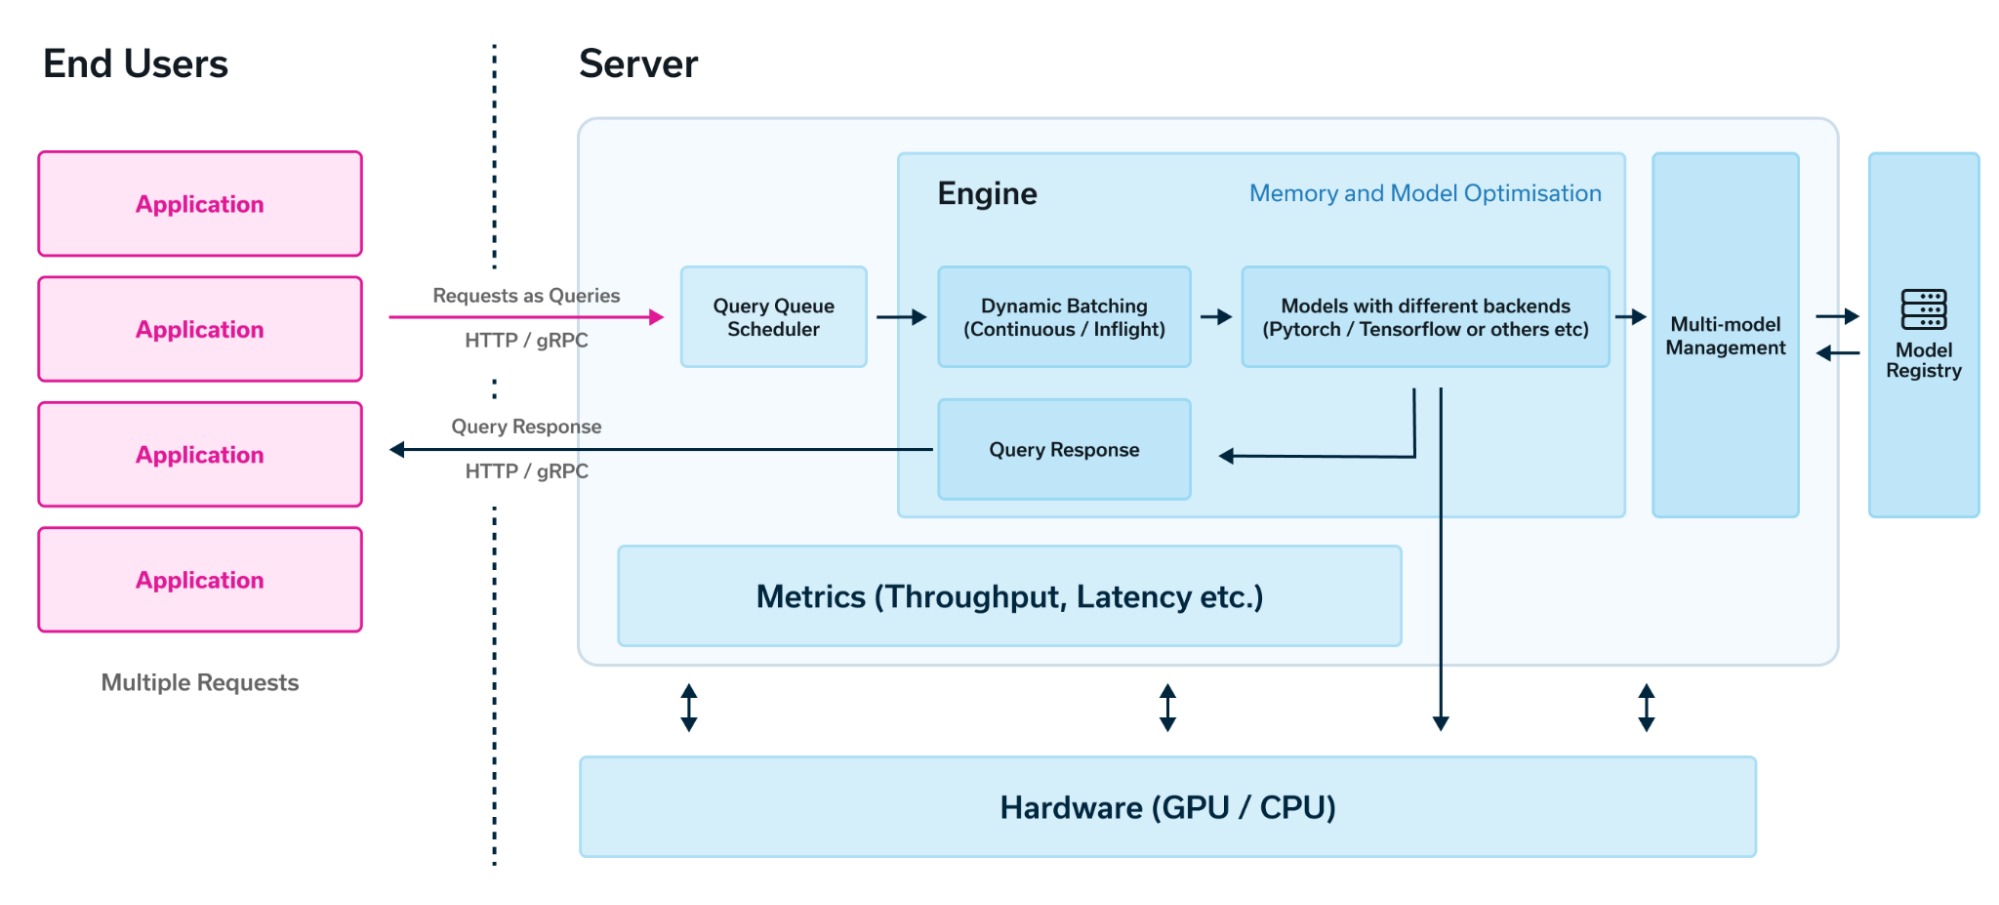 End Users
Server
Application
Application
Application
Application
Multiple Requests
Requests as Queries
HTTP / gRPC
Query Response
HTTP / gRPC
Query Queue
Scheduler
Engine
Memory and Model Optimisation
Dynamic Batching
(Continuous / Inflight)
Models with different backends
(Pytorch / Tensorflow or others etc)
Query Response
Multi-model
Management
Model
Registry
Metrics (Throughput, Latency etc.)
Hardware (GPU / CPU)